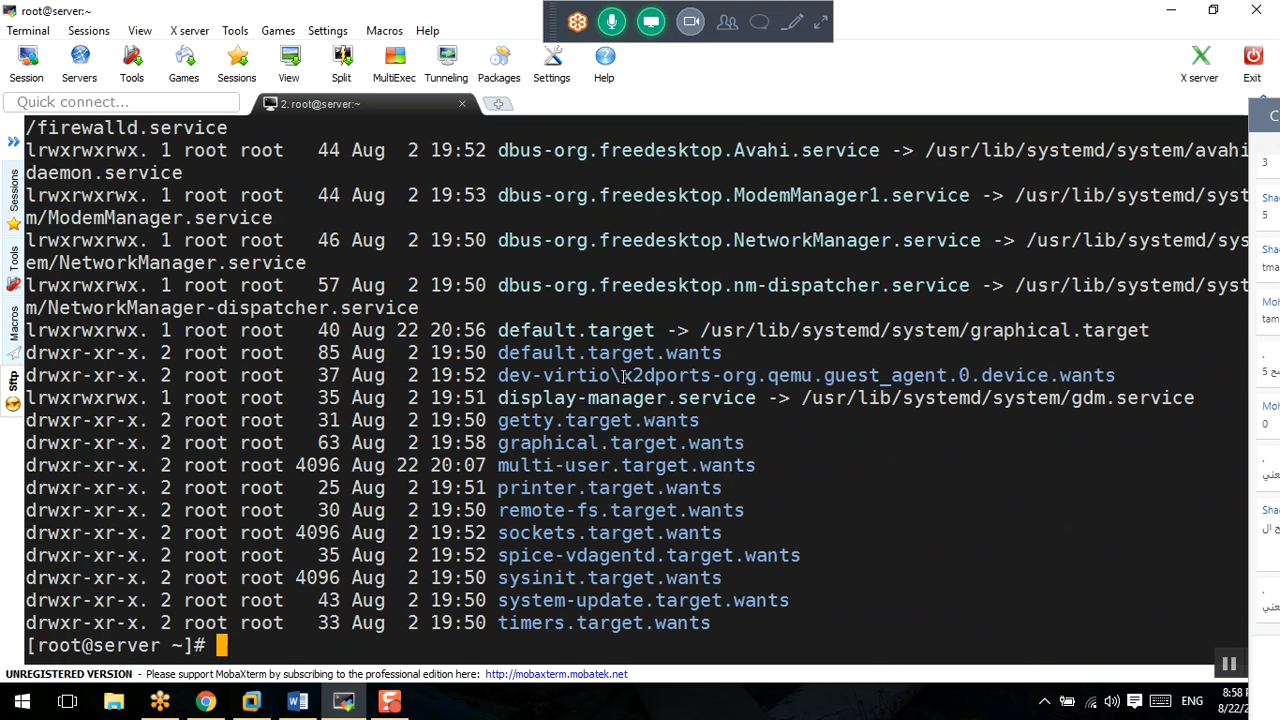 root@server:~
Terminal Sessions View X server Tools Games Settings Macros Help
Session Servers Tools Games Sessions View Split MultiExec Tunneling Packages Settings Help X server Exit
Quick connect...
2. root@server:~
/firewalld.service
lrwxrwxrwx. 1 root root 44 Aug 2 19:52 dbus-org.freedesktop.Avahi.service -> /usr/lib/systemd/system/avahi
daemon.service
lrwxrwxrwx. 1 root root 44 Aug 2 19:53 dbus-org.freedesktop.ModemManager1.service -> /usr/lib/systemd/syst
m/ModemManager.service
lrwxrwxrwx. 1 root root 46 Aug 2 19:50 dbus-org.freedesktop.NetworkManager.service -> /usr/lib/systemd/sys
em/NetworkManager.service
lrwxrwxrwx. 1 root root 57 Aug 2 19:50 dbus-org.freedesktop.nm-dispatcher.service -> /usr/lib/systemd/syst
m/NetworkManager-dispatcher.service
lrwxrwxrwx. 1 root root 40 Aug 22 20:56 default.target -> /usr/lib/systemd/system/graphical.target
drwxr-xr-x. 2 root root 85 Aug 2 19:50 default.target.wants
drwxr-xr-x. 2 root root 37 Aug 2 19:52 dev-virtio\x2dports-org.qemu.guest_agent.0.device.wants
lrwxrwxrwx. 1 root root 35 Aug 2 19:51 display-manager.service -> /usr/lib/systemd/system/gdm.service
drwxr-xr-x. 2 root root 31 Aug 2 19:50 getty.target.wants
drwxr-xr-x. 2 root root 63 Aug 2 19:58 graphical.target.wants
drwxr-xr-x. 2 root root 4096 Aug 22 20:07 multi-user.target.wants
drwxr-xr-x. 2 root root 25 Aug 2 19:51 printer.target.wants
drwxr-xr-x. 2 root root 30 Aug 2 19:50 remote-fs.target.wants
drwxr-xr-x. 2 root root 4096 Aug 2 19:52 sockets.target.wants
drwxr-xr-x. 2 root root 35 Aug 2 19:52 spice-vdagentd.target.wants
drwxr-xr-x. 2 root root 4096 Aug 2 19:50 sysinit.target.wants
drwxr-xr-x. 2 root root 43 Aug 2 19:50 system-update.target.wants
drwxr-xr-x. 2 root root 33 Aug 2 19:50 timers.target.wants
[root@server ~]#
Sessions
Tools
Macros
Sftp
3
5
tma
5
0
UNREGISTERED VERSION - Please support MobaXterm by subscribing to the professional edition here: http://mobaxterm.mobatek.net
ENG
8:58 P
8/22/2